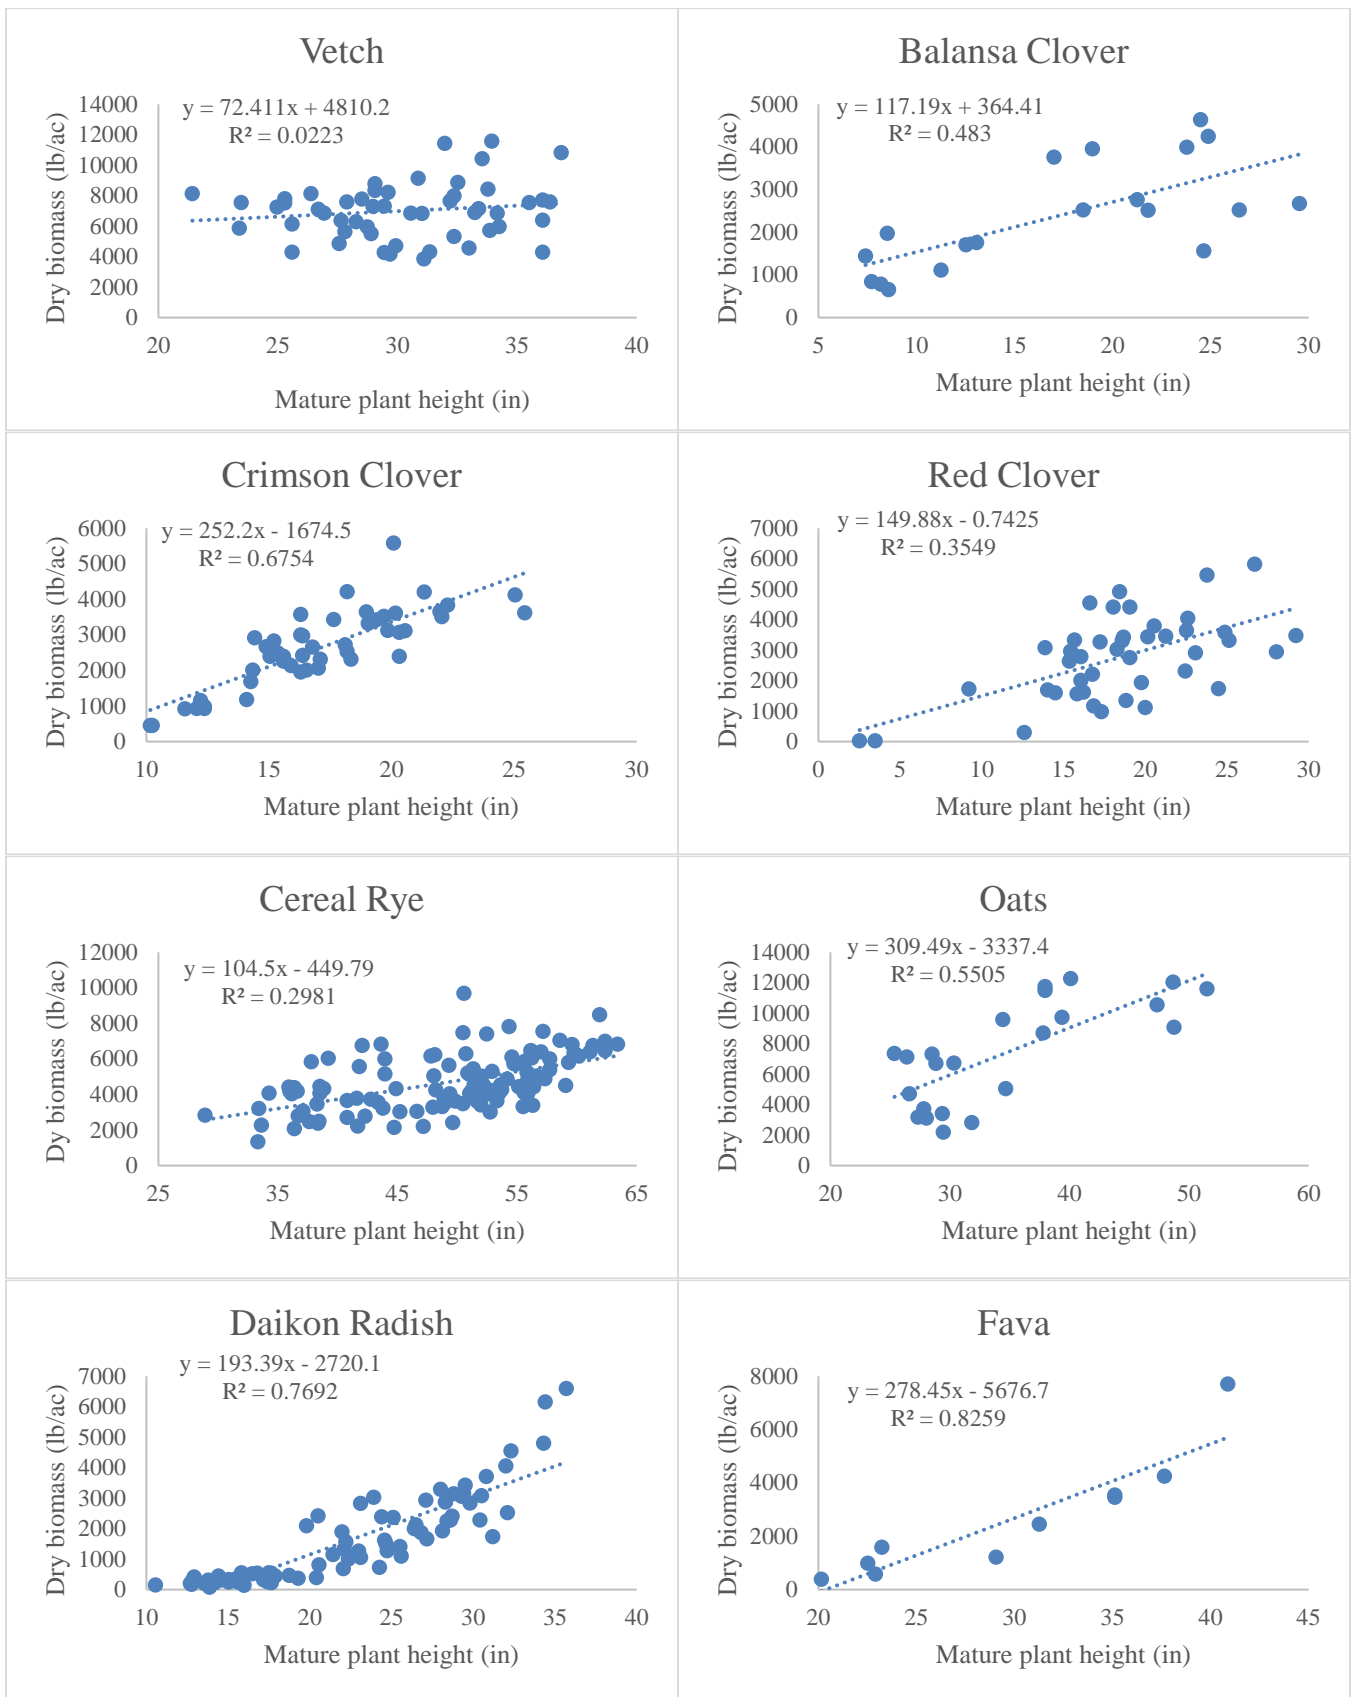 Vetch
y = 72.411x + 4810.2
R² = 0.0223
Dry biomass (lb/ac)
14000
12000
10000
8000
6000
4000
2000
0
20 25 30 35 40
Mature plant height (in)
Balansa Clover
y = 117.19x + 364.41
R² = 0.483
Dry biomass (lb/ac)
5000
4000
3000
2000
1000
0
5 10 15 20 25 30
Mature plant height (in)
Crimson Clover
y = 252.2x - 1674.5
R² = 0.6754
Dry biomass (lb/ac)
6000
5000
4000
3000
2000
1000
0
10 15 20 25 30
Mature plant height (in)
Red Clover
y = 149.88x - 0.7425
R² = 0.3549
Dry biomass (lb/ac)
7000
6000
5000
4000
3000
2000
1000
0
0 5 10 15 20 25 30
Mature plant height (in)
Cereal Rye
y = 104.5x - 449.79
R² = 0.2981
Dy biomass (lb/ac)
12000
10000
8000
6000
4000
2000
0
25 35 45 55 65
Mature plant height (in)
Oats
y = 309.49x - 3337.4
R² = 0.5505
Dry biomass (lb/ac)
14000
12000
10000
8000
6000
4000
2000
0
20 30 40 50 60
Mature plant height (in)
Daikon Radish
y = 193.39x - 2720.1
R² = 0.7692
Dry biomass (lb/ac)
7000
6000
5000
4000
3000
2000
1000
0
10 15 20 25 30 35 40
Mature plant height (in)
Fava
y = 278.45x - 5676.7
R² = 0.8259
Dry biomass (lb/ac)
8000
6000
4000
2000
0
20 25 30 35 40 45
Mature plant height (in)